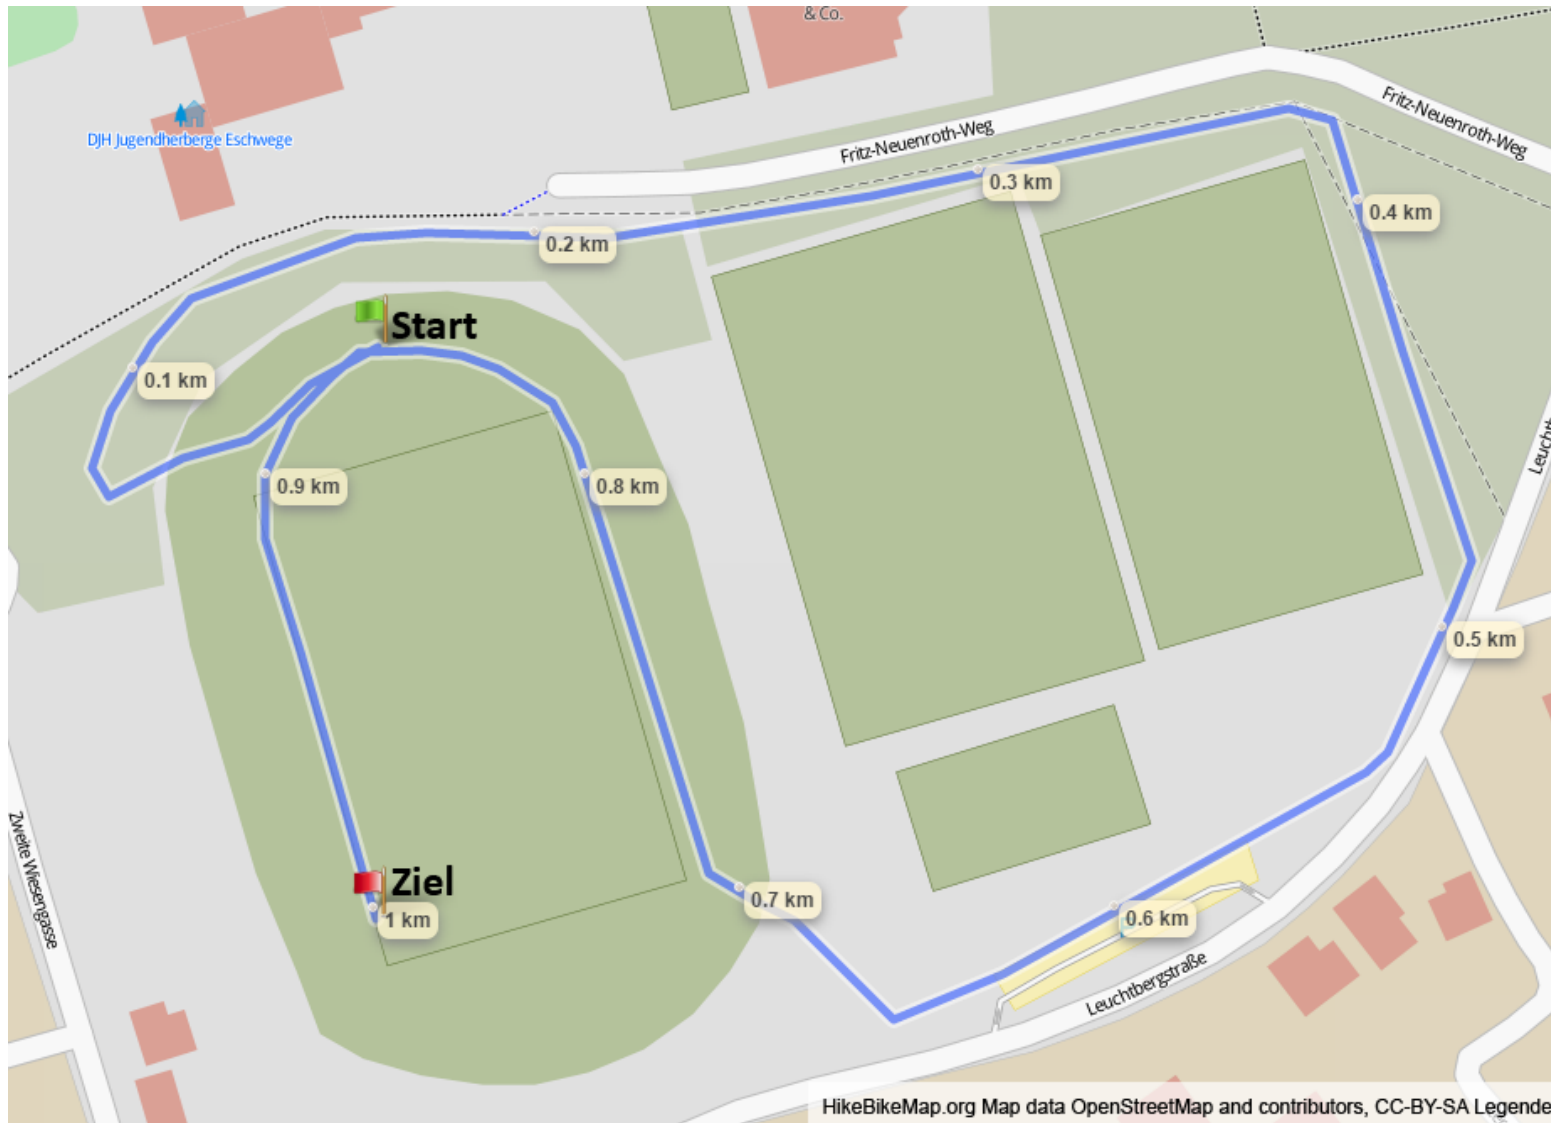 & Co.
DJH Jugendherberge Eschwege
Fritz-Neuenroth-Weg
Fritz-Neuenroth-Weg
0.3 km
0.4 km
0.2 km
Start
0.1 km
0.9 km
0.8 km
0.5 km
Zweite Wiesengasse
Ziel
1 km
0.7 km
0.6 km
Leuchtbergstraße
HikeBikeMap.org Map data OpenStreetMap and contributors, CC-BY-SA Legende